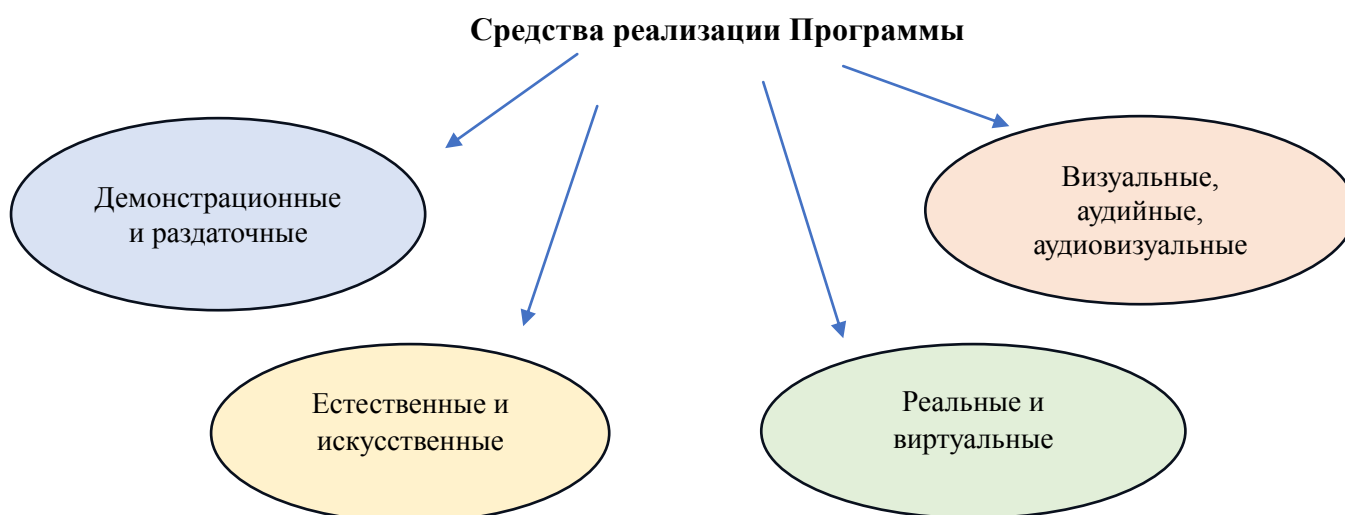 Средства реализации Программы
Демонстрационные
и раздаточные
Визуальные,
аудийные,
аудиовизуальные
Естественные и
искусственные
Реальные и
виртуальные